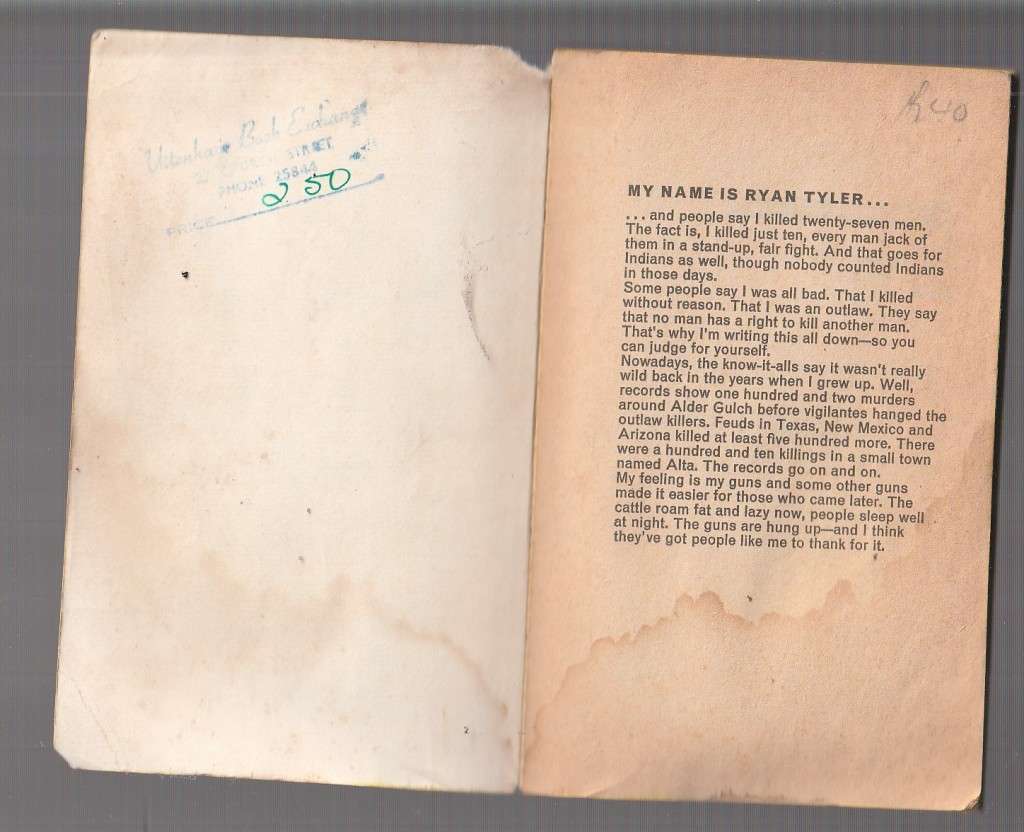 Book Exchange
STREET
PHONE 25844
PRICE 2 50
R40
MY NAME IS RYAN TYLER...
...and people say I killed twenty-seven men.
The fact is, I killed just ten, every man jack of
them in a stand-up, fair fight. And that goes for
Indians as well, though nobody counted Indians
in those days.
Some people say I was all bad. That I killed
without reason. That I was an outlaw. They say
that no man has a right to kill another man.
That's why I'm writing this all down—so you
can judge for yourself.
Nowadays, the know-it-alls say it wasn't really
wild back in the years when I grew up. Well,
records show one hundred and two murders
around Alder Gulch before vigilantes hanged the
outlaw killers. Feuds in Texas, New Mexico and
Arizona killed at least five hundred more. There
were a hundred and ten killings in a small town
named Alta. The records go on and on.
My feeling is my guns and some other guns
made it easier for those who came later. The
cattle roam fat and lazy now, people sleep well
at night. The guns are hung up—and I think
they've got people like me to thank for it.